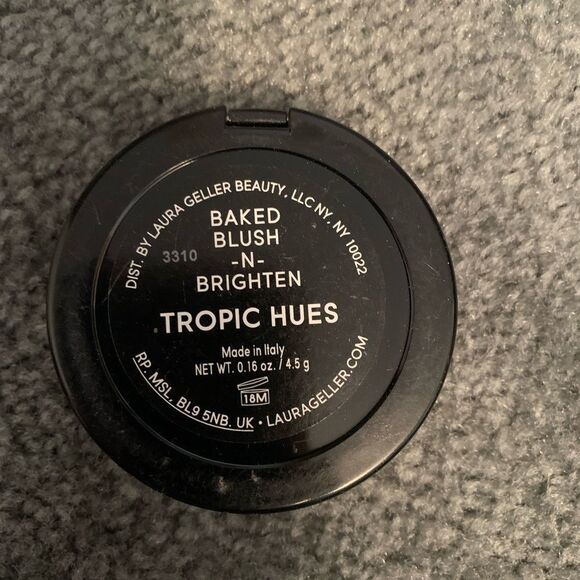 DIST. BY LAURA GELLER BEAUTY, LLC NY, NY 10022
3310
BAKED
BLUSH
-N-
BRIGHTEN
TROPIC HUES
Made in Italy
NET WT. 0.16 oz. / 4.5 g
18M
RP. MSL, BL9 5NB. UK • LAURAGELLER.COM